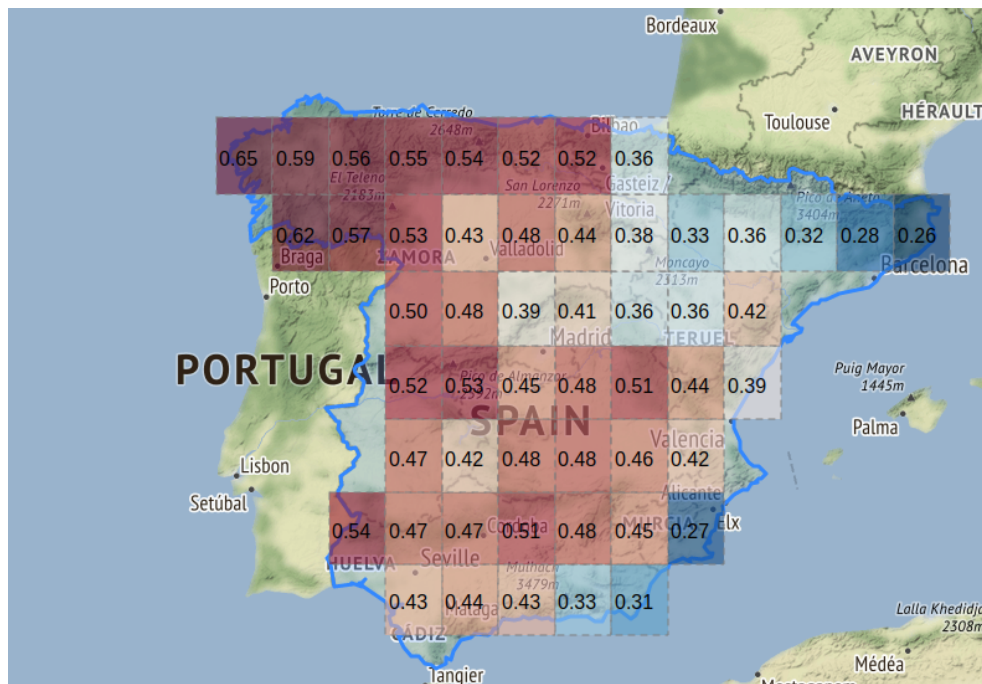 Bordeaux
AVEYRON
Toulouse
HÉRAULT
Torre de Cerredo
2648m
Bilbao
0.65 0.59 0.56 0.55 0.54 0.52 0.52 0.36
El Teleno
2183m
San Lorenzo
2271m
Gasteiz /
Vitoria
Pico de Aneto
3404m
0.62 0.57 0.53 0.43 0.48 0.44 0.38 0.33 0.36 0.32 0.28 0.26
Braga
ZAMORA
Valladolid
Moncayo
2313m
Barcelona
Porto
0.50 0.48 0.39 0.41 0.36 0.36 0.42
Madrid
TERUEL
PORTUGAL
Pico de Almanzor
2592m
0.52 0.53 0.45 0.48 0.51 0.44 0.39
Puig Mayor
1445m
SPAIN
Palma
Valencia
0.47 0.42 0.48 0.48 0.46 0.42
Lisbon
Setúbal
Alicante
0.54 0.47 0.47 0.51 0.48 0.45 0.27
Cordoba
MURCIA
Elx
HUELVA
Seville
Mulhacén
3479m
0.43 0.44 0.43 0.33 0.31
Malaga
CÁDIZ
Lalla Khedidja
2308m
Médéa
Tangier